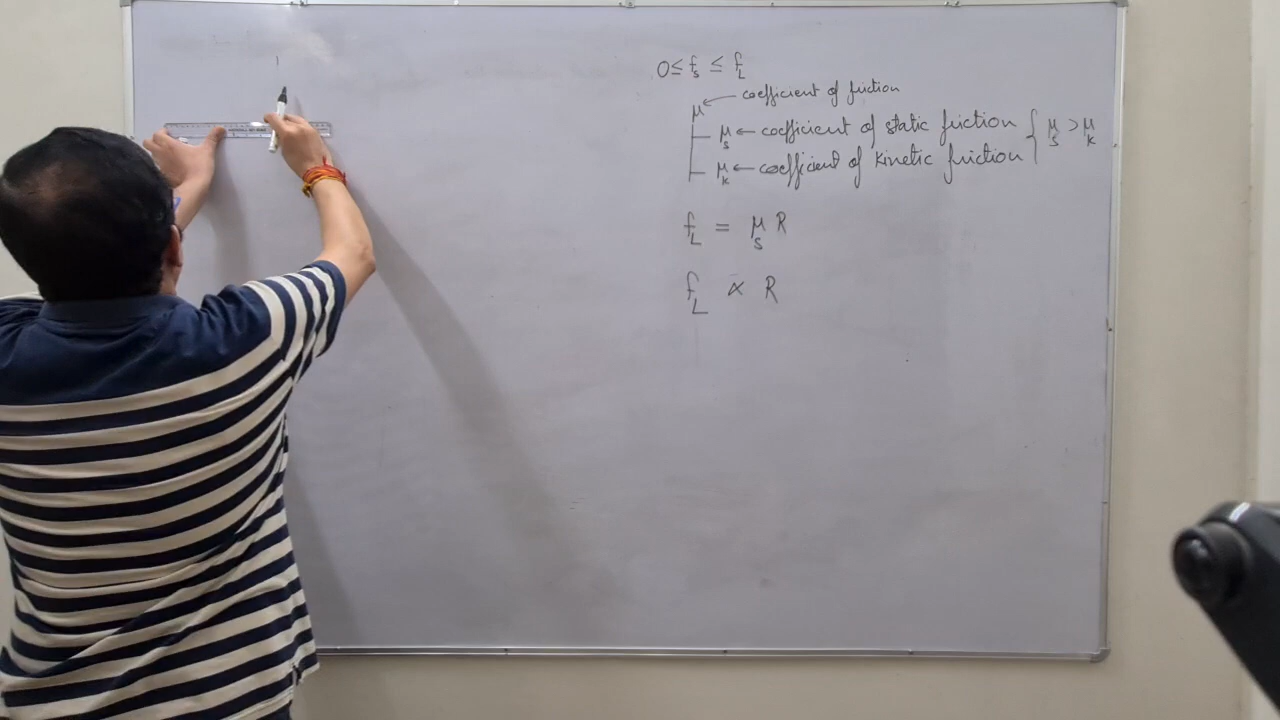 0 ≤ fs ≤ fL
μ ← coefficient of friction
μs ← coefficient of static friction
μk ← coefficient of kinetic friction } μs > μk
fL = μs R
fL ∝ R